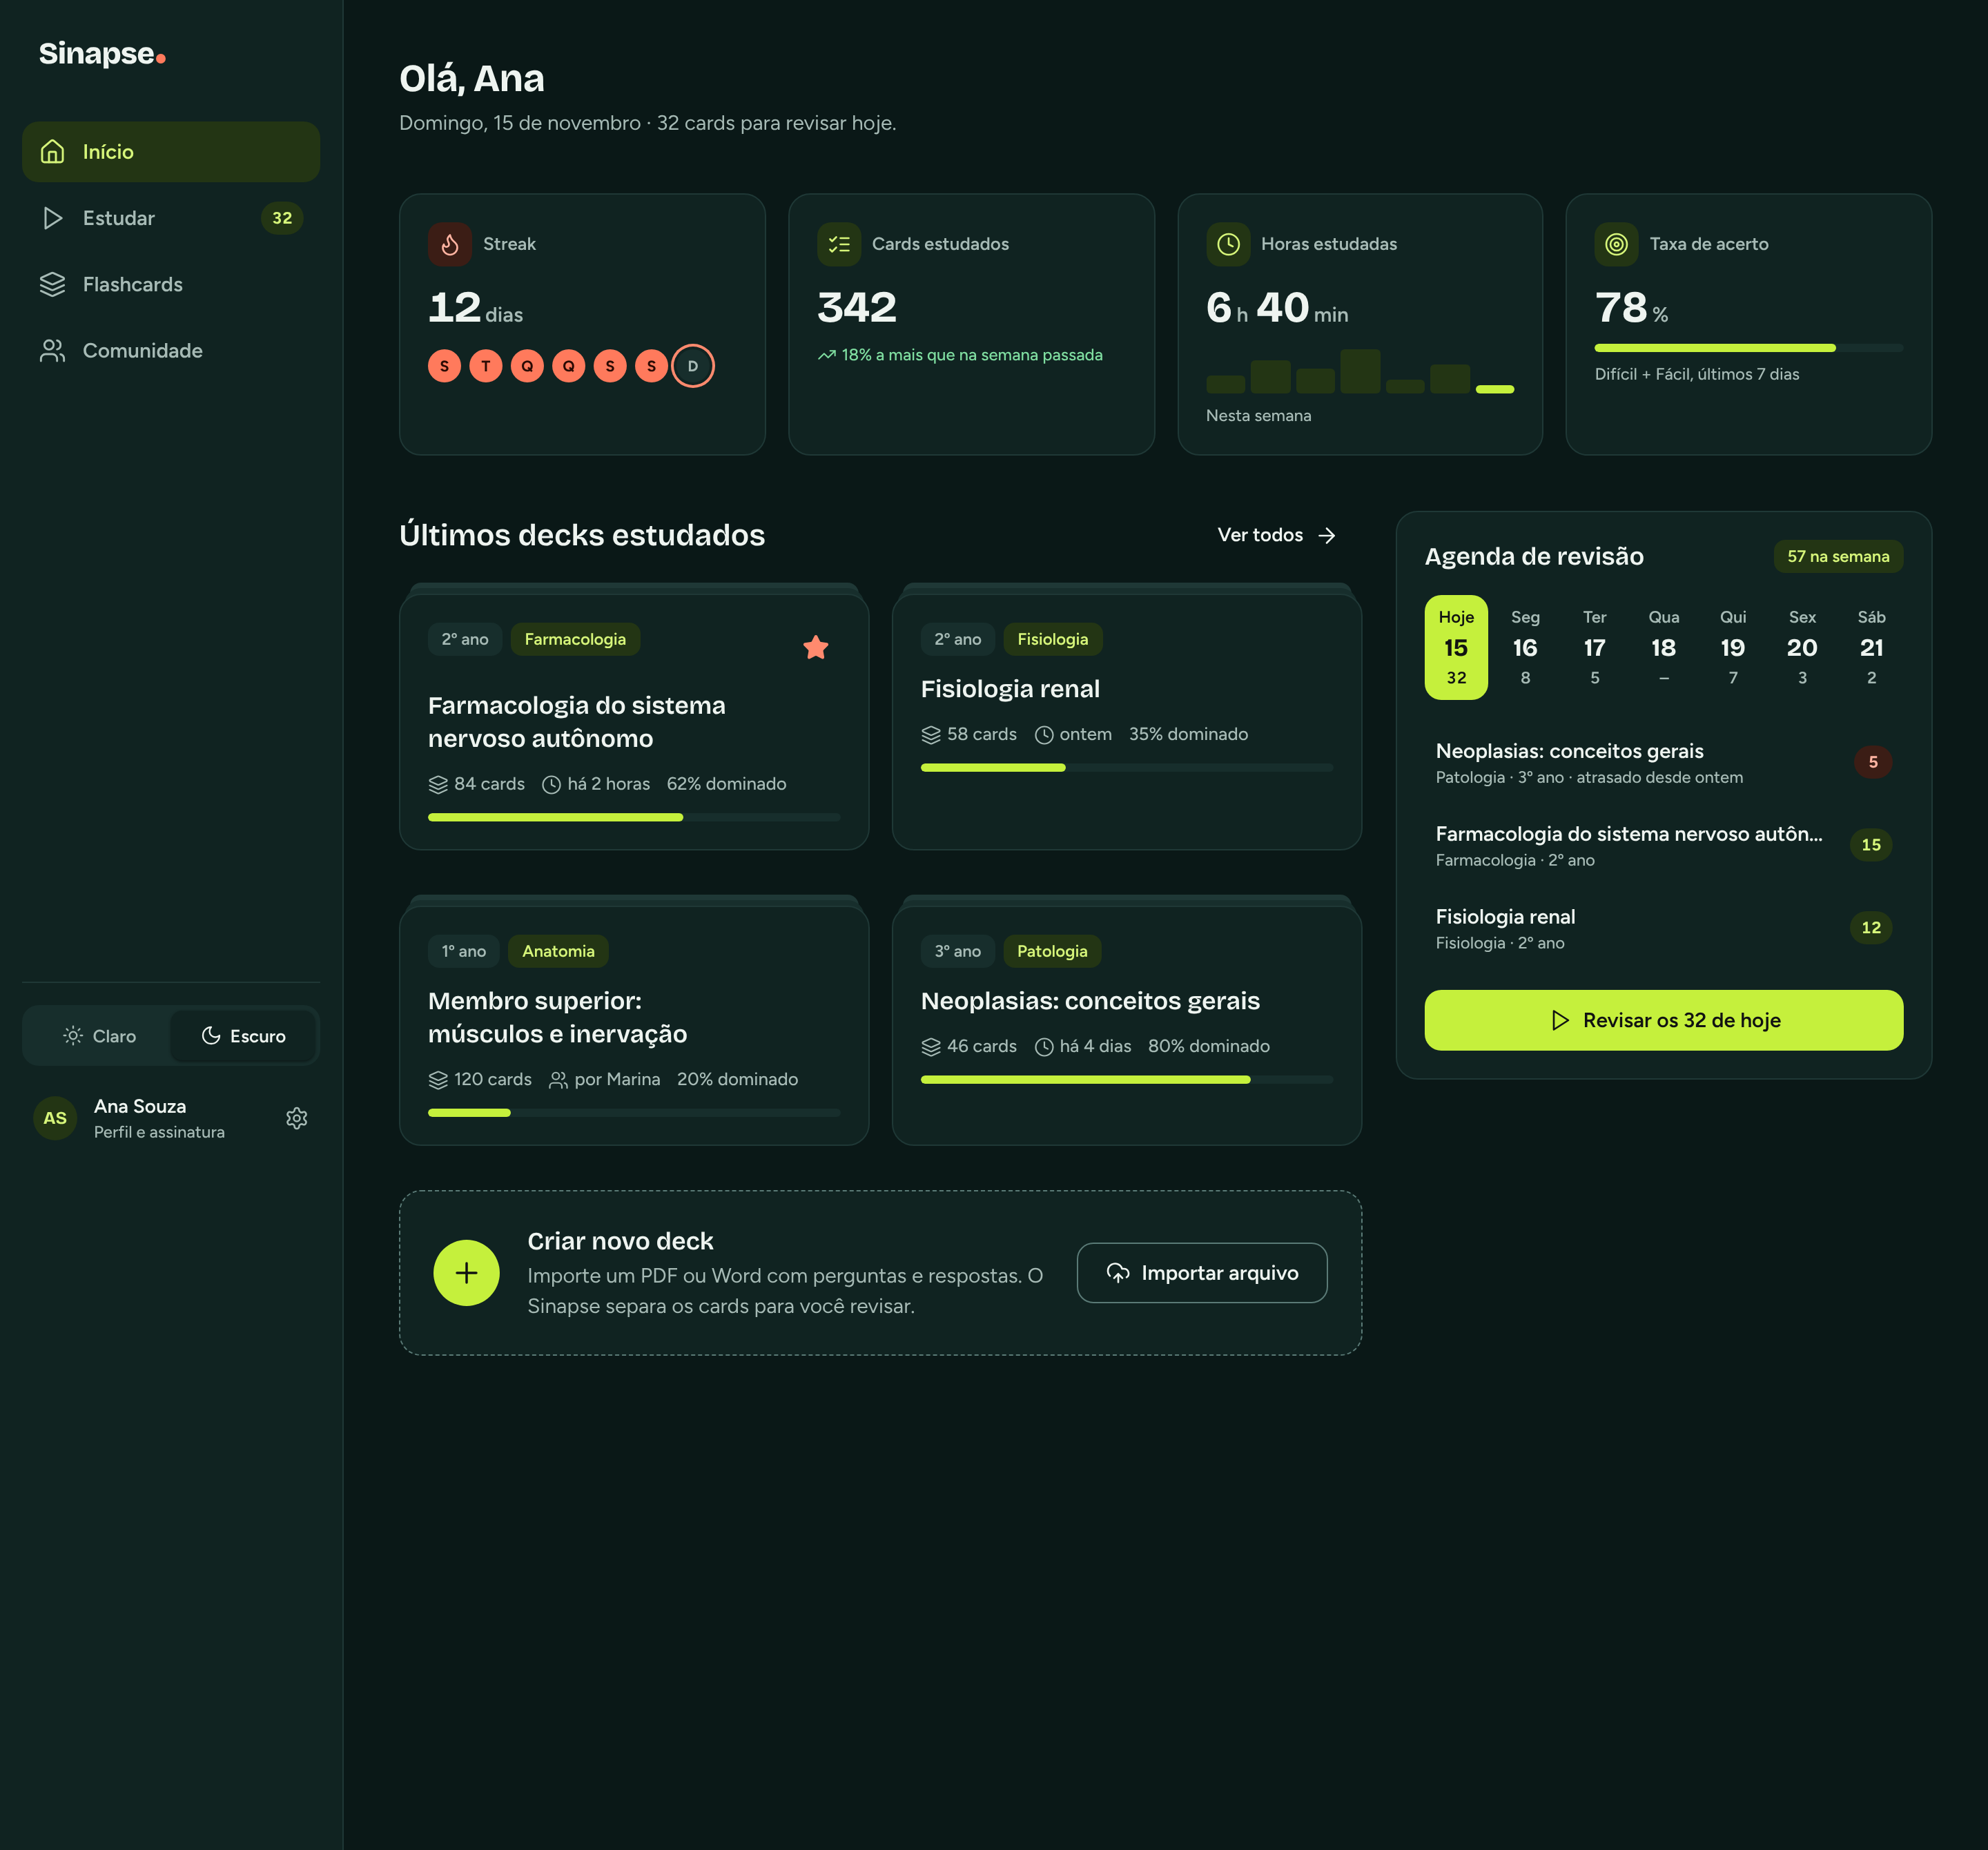 Sinapse.
Início
Estudar 32
Flashcards
Comunidade
Claro Escuro
AS Ana Souza
Perfil e assinatura
Olá, Ana
Domingo, 15 de novembro · 32 cards para revisar hoje.
Streak
12 dias
S T Q Q S S D
Cards estudados
342
18% a mais que na semana passada
Horas estudadas
6 h 40 min
Nesta semana
Taxa de acerto
78 %
Difícil + Fácil, últimos 7 dias
Últimos decks estudados
Ver todos
2º ano Farmacologia
Farmacologia do sistema
nervoso autônomo
84 cards há 2 horas 62% dominado
2º ano Fisiologia
Fisiologia renal
58 cards ontem 35% dominado
1º ano Anatomia
Membro superior:
músculos e inervação
120 cards por Marina 20% dominado
3º ano Patologia
Neoplasias: conceitos gerais
46 cards há 4 dias 80% dominado
Criar novo deck
Importe um PDF ou Word com perguntas e respostas. O
Sinapse separa os cards para você revisar.
Importar arquivo
Agenda de revisão
57 na semana
Hoje Seg Ter Qua Qui Sex Sáb
15 16 17 18 19 20 21
32 8 5 – 7 3 2
Neoplasias: conceitos gerais
Patologia · 3º ano · atrasado desde ontem
5
Farmacologia do sistema nervoso autôn...
Farmacologia · 2º ano
15
Fisiologia renal
Fisiologia · 2º ano
12
Revisar os 32 de hoje